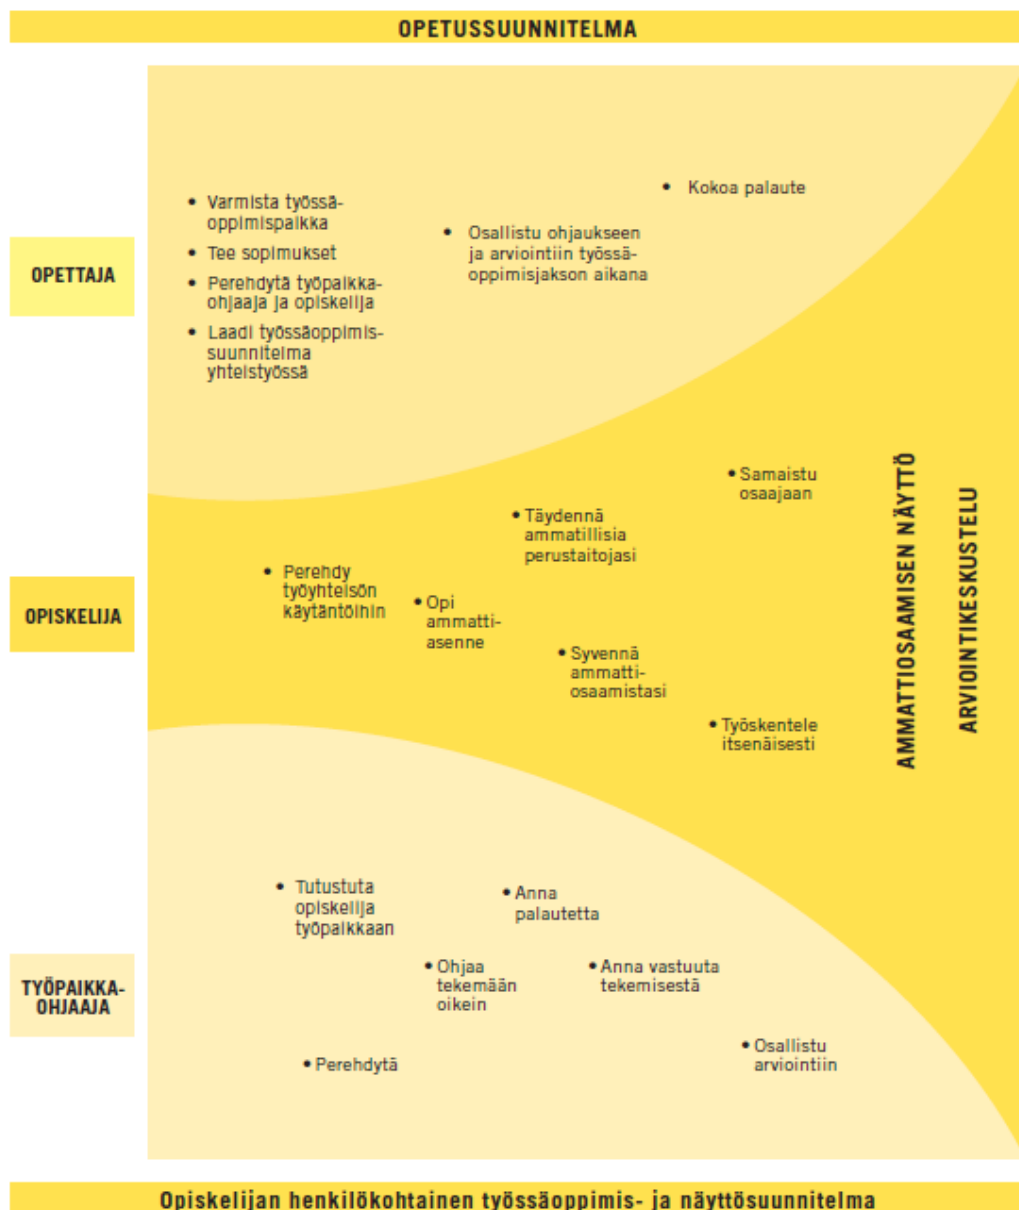 OPETUSSUUNNITELMA
OPETTAJA
• Varmista työssä-
oppimispaikka
• Tee sopimukset
• Perehdytä työpaikka-
ohjaaja ja opiskelija
• Laadi työssäoppimis-
suunnitelma
yhteistyössä
• Osallistu ohjaukseen
ja arviointiin työssä-
oppimisjakson aikana
• Kokoa palaute
OPISKELIJA
• Perehdy
työyhteisön
käytäntöihin
• Opi
ammatti-
asenne
• Täydennä
ammatillisia
perustaitojasi
• Syvennä
ammatti-
osaamistasi
• Samaistu
osaajaan
• Työskentele
itsenäisesti
AMMATTIOSAAMISEN NÄYTTÖ
ARVIOINTIKESKUSTELU
TYÖPAIKKA-
OHJAAJA
• Tutustuta
opiskelija
työpaikkaan
• Anna
palautetta
• Ohjaa
tekemään
oikein
• Anna vastuuta
tekemisestä
• Perehdytä
• Osallistu
arviointiin
Opiskelijan henkilökohtainen työssäoppimis- ja näyttösuunnitelma